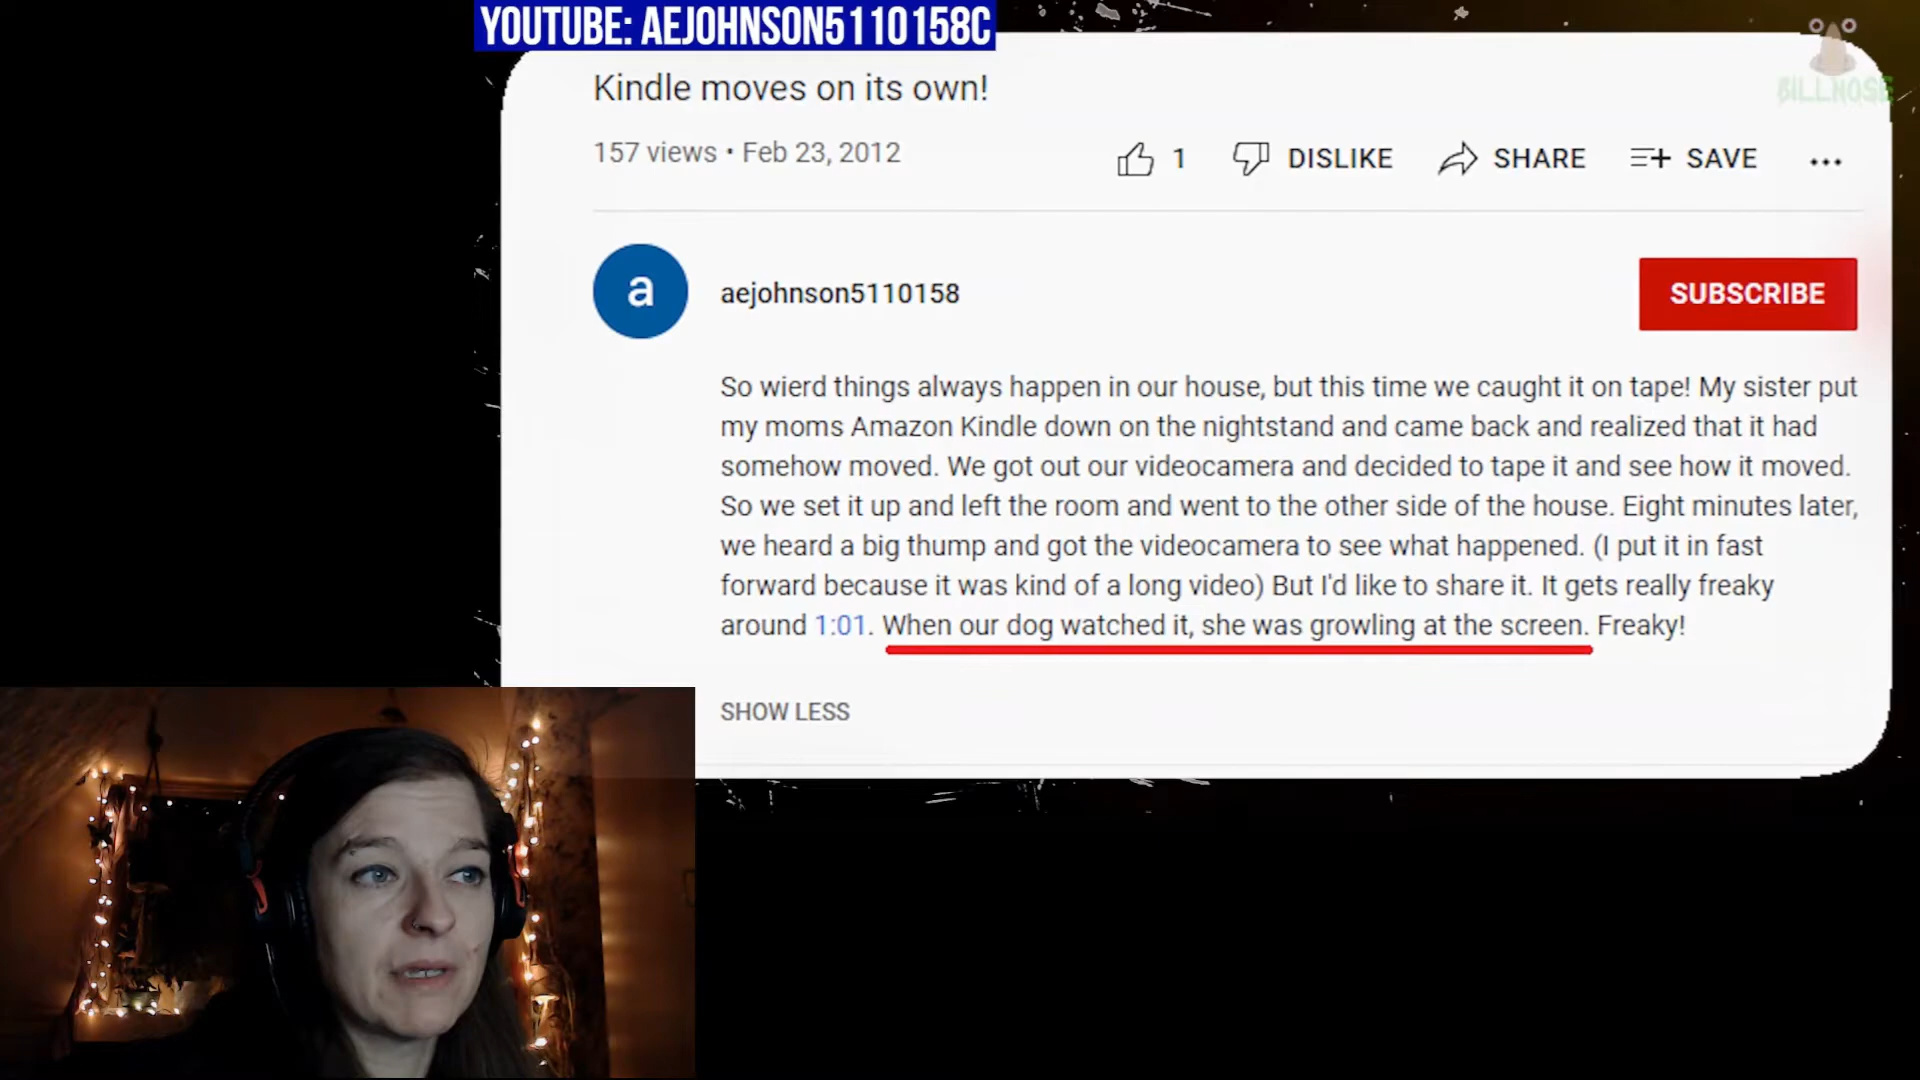 YOUTUBE: AEJOHNSON5110158C
BILLNOSE
Kindle moves on its own!
157 views • Feb 23, 2012
1 DISLIKE SHARE SAVE ...
a aejohnson5110158 SUBSCRIBE
So wierd things always happen in our house, but this time we caught it on tape! My sister put
my moms Amazon Kindle down on the nightstand and came back and realized that it had
somehow moved. We got out our videocamera and decided to tape it and see how it moved.
So we set it up and left the room and went to the other side of the house. Eight minutes later,
we heard a big thump and got the videocamera to see what happened. (I put it in fast
forward because it was kind of a long video) But I'd like to share it. It gets really freaky
around 1:01. When our dog watched it, she was growling at the screen. Freaky!
SHOW LESS